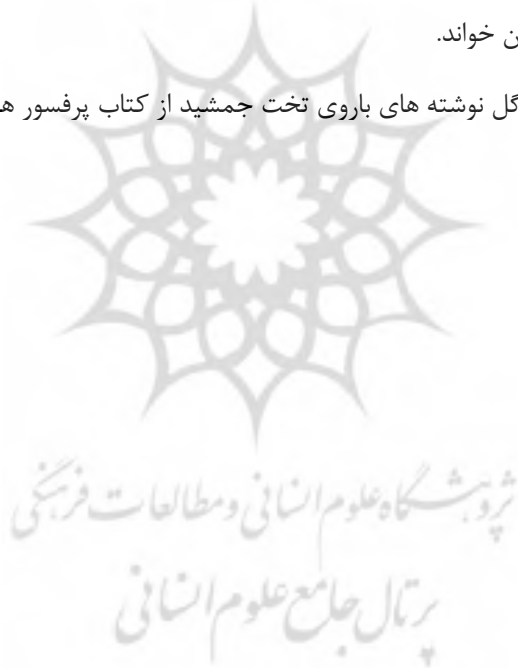 ن خواند.
گل نوشته های باروی تخت جمشید از کتاب پرفسور ه
پژوهشگاه علوم انسانی و مطالعات فرهنگی
پرتال جامع علوم انسانی